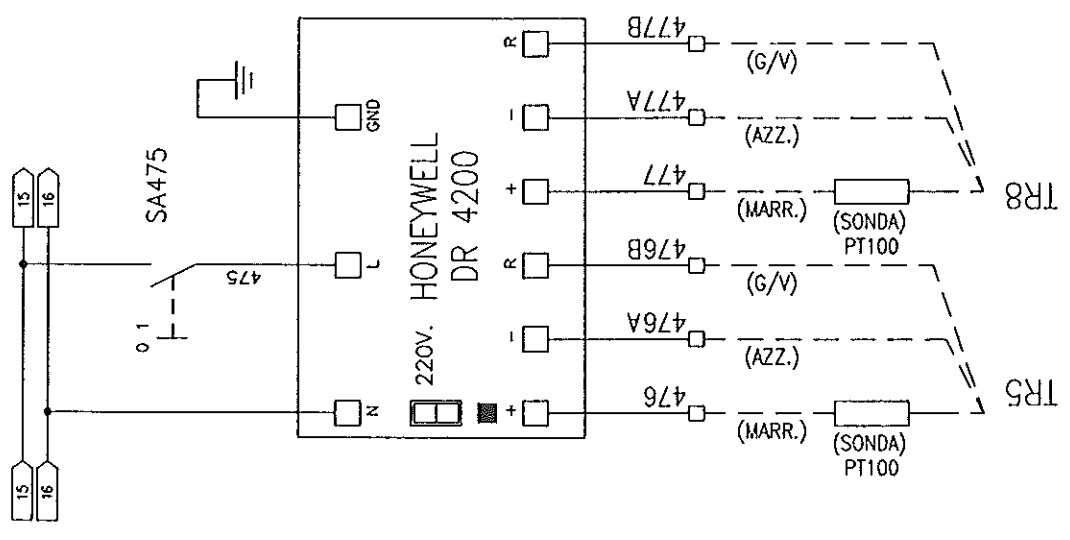 15
16
SA475
0 1
475
15
16
GND
L
N
220V.
HONEYWELL
DR 4200
R
-
+
R
-
+
477B
(G/V)
477A
(AZZ.)
477
(MARR.)
(SONDA)
PT100
TR8
476B
(G/V)
476A
(AZZ.)
476
(MARR.)
(SONDA)
PT100
TR5